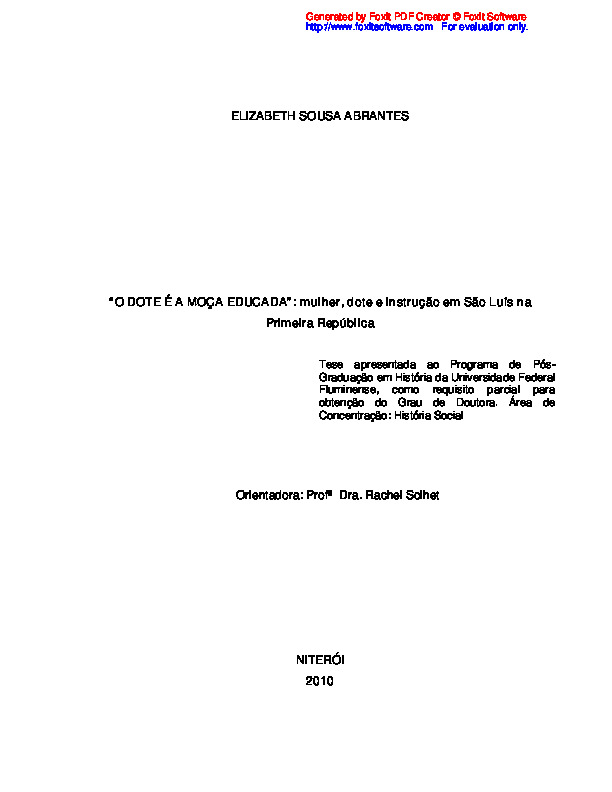 Generated by Foxit PDF Creator © Foxit Software
http://www.foxitsoftware.com For evaluation only.
ELIZABETH SOUSA ABRANTES
"O DOTE É A MOÇA EDUCADA": mulher, dote e instrução em São Luís na
Primeira República
Tese apresentada ao Programa de Pós-
Graduação em História da Universidade Federal
Fluminense, como requisito parcial para
obtenção do Grau de Doutora. Área de
Concentração: História Social
Orientadora: Profª Dra. Rachel Soihet
NITERÓI
2010